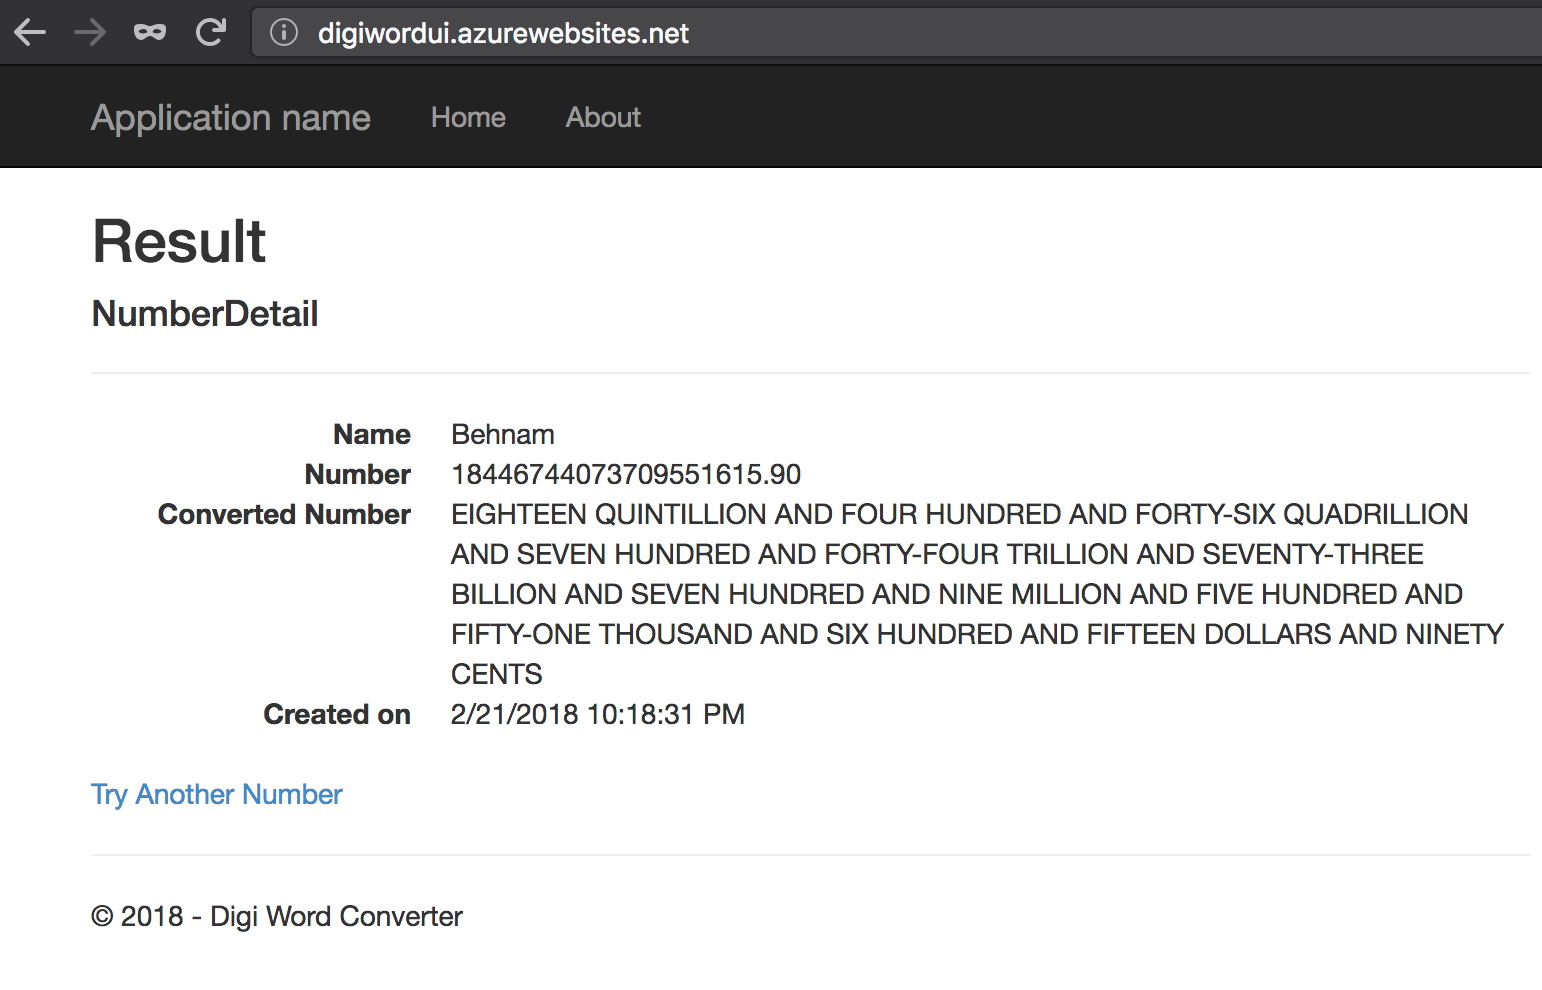 digiwordui.azurewebsites.net
Application name Home About
Result
NumberDetail
Name Behnam
Number 18446744073709551615.90
Converted Number EIGHTEEN QUINTILLION AND FOUR HUNDRED AND FORTY-SIX QUADRILLION
AND SEVEN HUNDRED AND FORTY-FOUR TRILLION AND SEVENTY-THREE
BILLION AND SEVEN HUNDRED AND NINE MILLION AND FIVE HUNDRED AND
FIFTY-ONE THOUSAND AND SIX HUNDRED AND FIFTEEN DOLLARS AND NINETY
CENTS
Created on 2/21/2018 10:18:31 PM
Try Another Number
© 2018 - Digi Word Converter